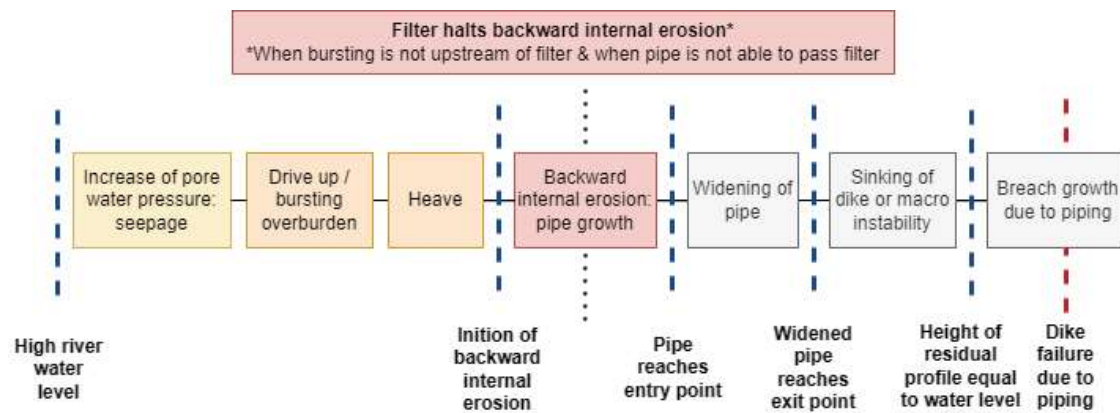 Filter halts backward internal erosion*
*When bursting is not upstream of filter & when pipe is not able to pass filter
Increase of pore
water pressure:
seepage
Drive up /
bursting
overburden
Heave
Backward
internal erosion:
pipe growth
Widening of
pipe
Sinking of
dike or macro
instability
Breach growth
due to piping
High river
water
level
Inition of
backward
internal
erosion
Pipe
reaches
entry point
Widened
pipe
reaches
exit point
Height of
residual
profile equal
to water level
Dike
failure
due to
piping